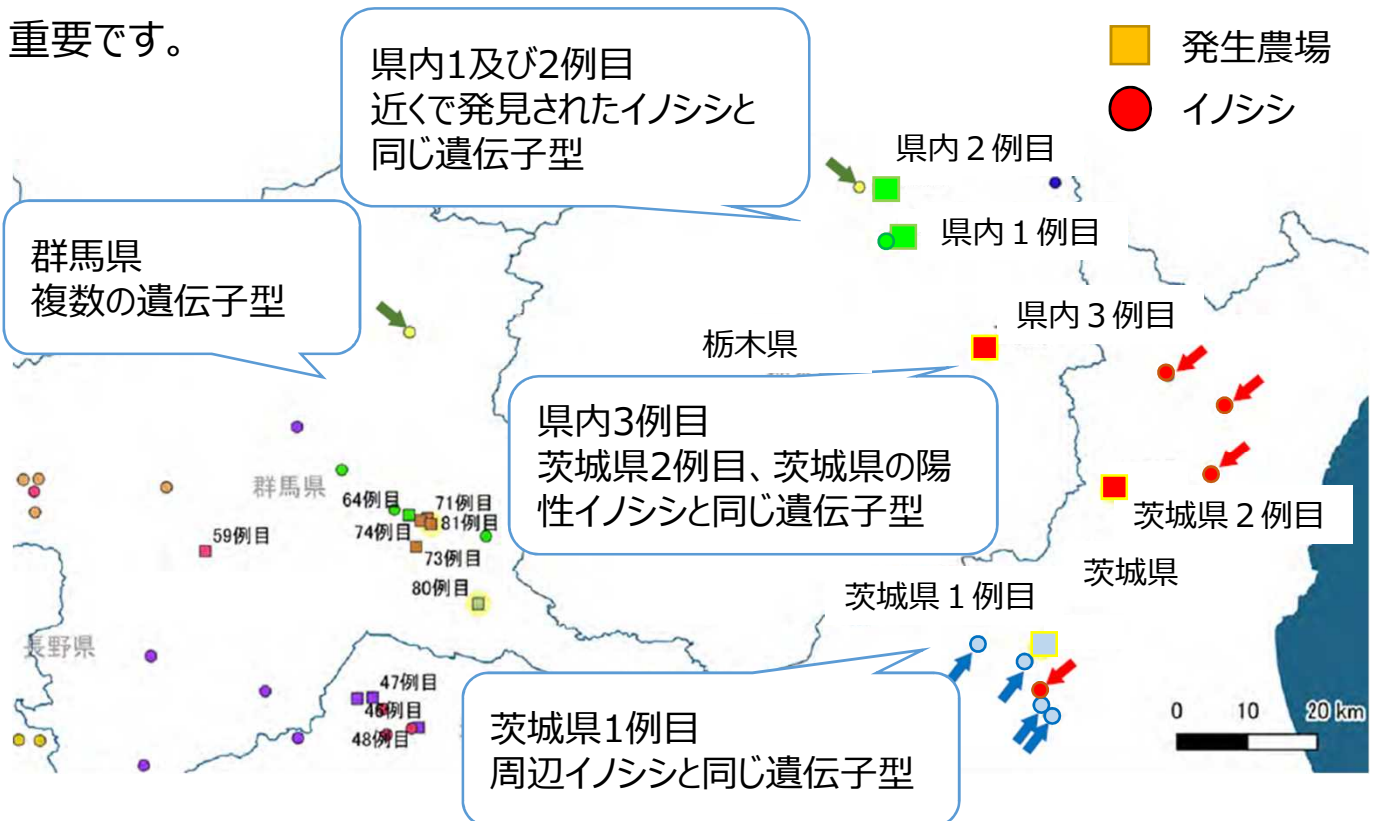 重要です。
発生農場
イノシシ
県内1及び2例目
近くで発見されたイノシシと
同じ遺伝子型
県内２例目
県内１例目
群馬県
複数の遺伝子型
県内３例目
栃木県
県内3例目
茨城県2例目、茨城県の陽
性イノシシと同じ遺伝子型
群馬県
64例目
71例目
74例目
81例目
59例目
73例目
80例目
茨城県２例目
茨城県
茨城県１例目
長野県
47例目
46例目
48例目
茨城県1例目
周辺イノシシと同じ遺伝子型
0 10 20 km